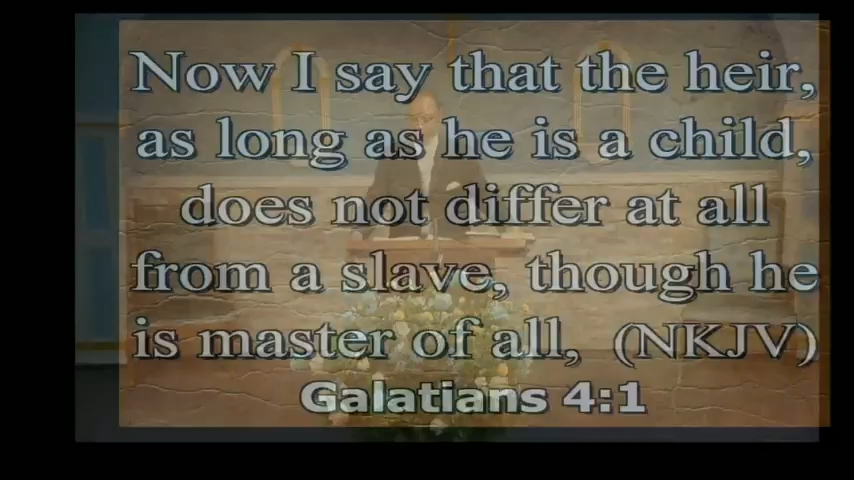 Now I say that the heir,
as long as he is a child,
does not differ at all
from a slave, though he
is master of all, (NKJV)
Galatians 4:1